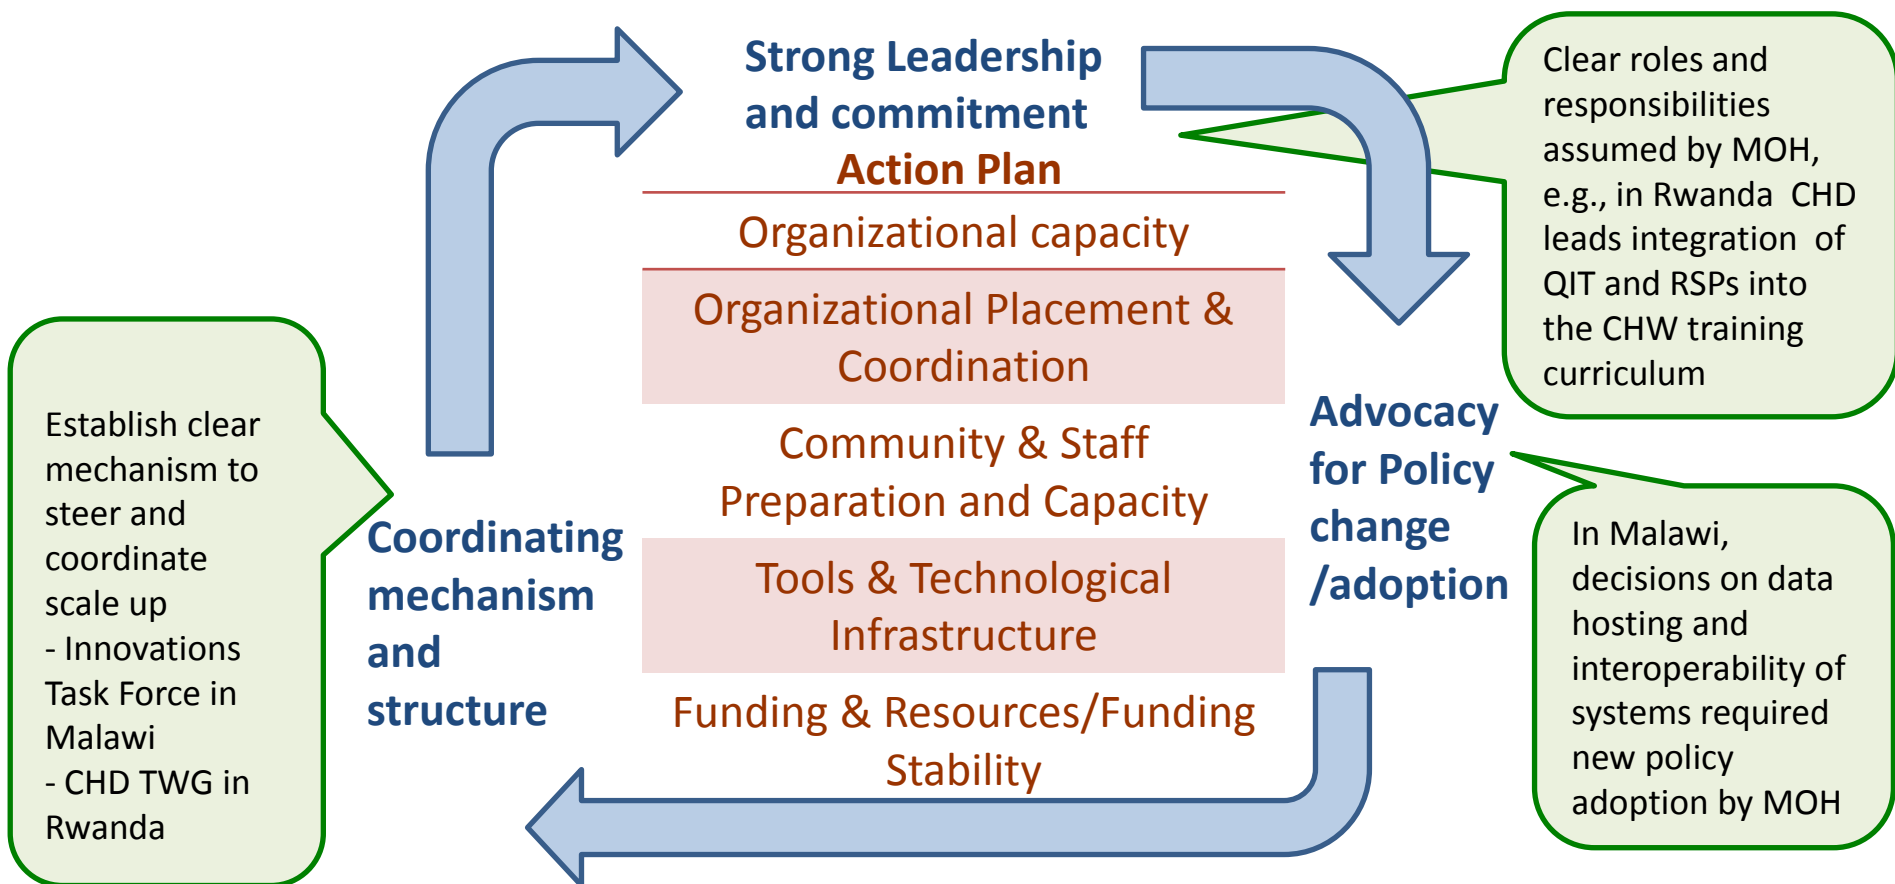 Strong Leadership
and commitment
Action Plan
Organizational capacity
Organizational Placement &
Coordination
Community & Staff
Preparation and Capacity
Tools & Technological
Infrastructure
Funding & Resources/Funding
Stability
Clear roles and
responsibilities
assumed by MOH,
e.g., in Rwanda CHD
leads integration of
QIT and RSPs into
the CHW training
curriculum
Advocacy
for Policy
change
/adoption
In Malawi,
decisions on data
hosting and
interoperability of
systems required
new policy
adoption by MOH
Coordinating
mechanism
and
structure
Establish clear
mechanism to
steer and
coordinate
scale up
- Innovations
Task Force in
Malawi
- CHD TWG in
Rwanda